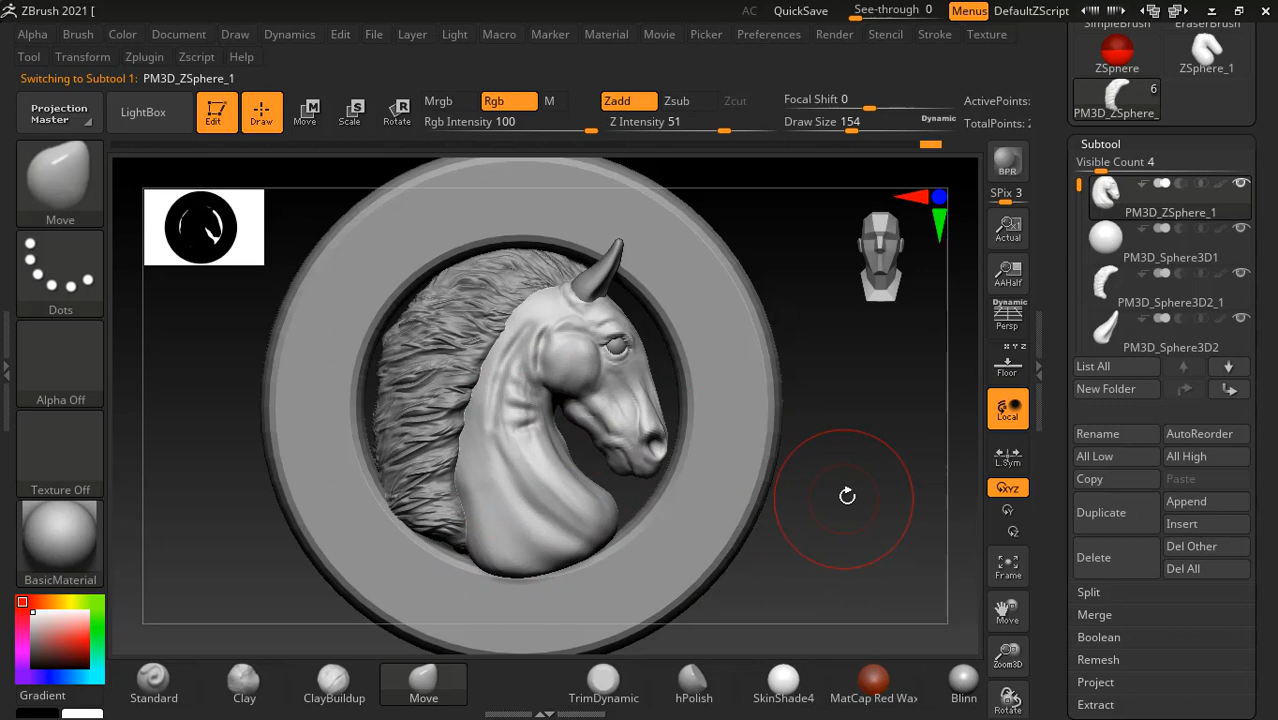 ZBrush 2021 [
AC
QuickSave
See-through 0
Menus
DefaultZScript
Alpha
Brush
Color
Document
Draw
Dynamics
Edit
File
Layer
Light
Macro
Marker
Material
Movie
Picker
Preferences
Render
Stencil
Stroke
Texture
Tool
Transform
Zplugin
Zscript
Help
Switching to Subtool 1: PM3D_ZSphere_1
Projection
Master
LightBox
Edit
Draw
Move
Scale
Rotate
Mrgb
Rgb
M
Rgb Intensity 100
Zadd
Zsub
Zcut
Z Intensity 51
Focal Shift 0
Draw Size 154
Dynamic
ActivePoints:
TotalPoints: 2
Move
Dots
Alpha Off
Texture Off
BasicMaterial
Gradient
BPR
SPix 3
Actual
AAHalf
Dynamic
Persp
X Y Z
Floor
Local
L.Sym
XYZ
Y
Z
Frame
Move
Zoom3D
Rotate
SimpleBrush
EraserBrush
ZSphere
ZSphere_1
6
PM3D_ZSphere_
Subtool
Visible Count 4
PM3D_ZSphere_1
PM3D_Sphere3D1
PM3D_Sphere3D2_1
PM3D_Sphere3D2
List All
New Folder
Rename
AutoReorder
All Low
All High
Copy
Paste
Duplicate
Append
Insert
Delete
Del Other
Del All
Split
Merge
Boolean
Remesh
Project
Extract
Standard
Clay
ClayBuildup
Move
TrimDynamic
hPolish
SkinShade4
MatCap Red Wax
Blinn